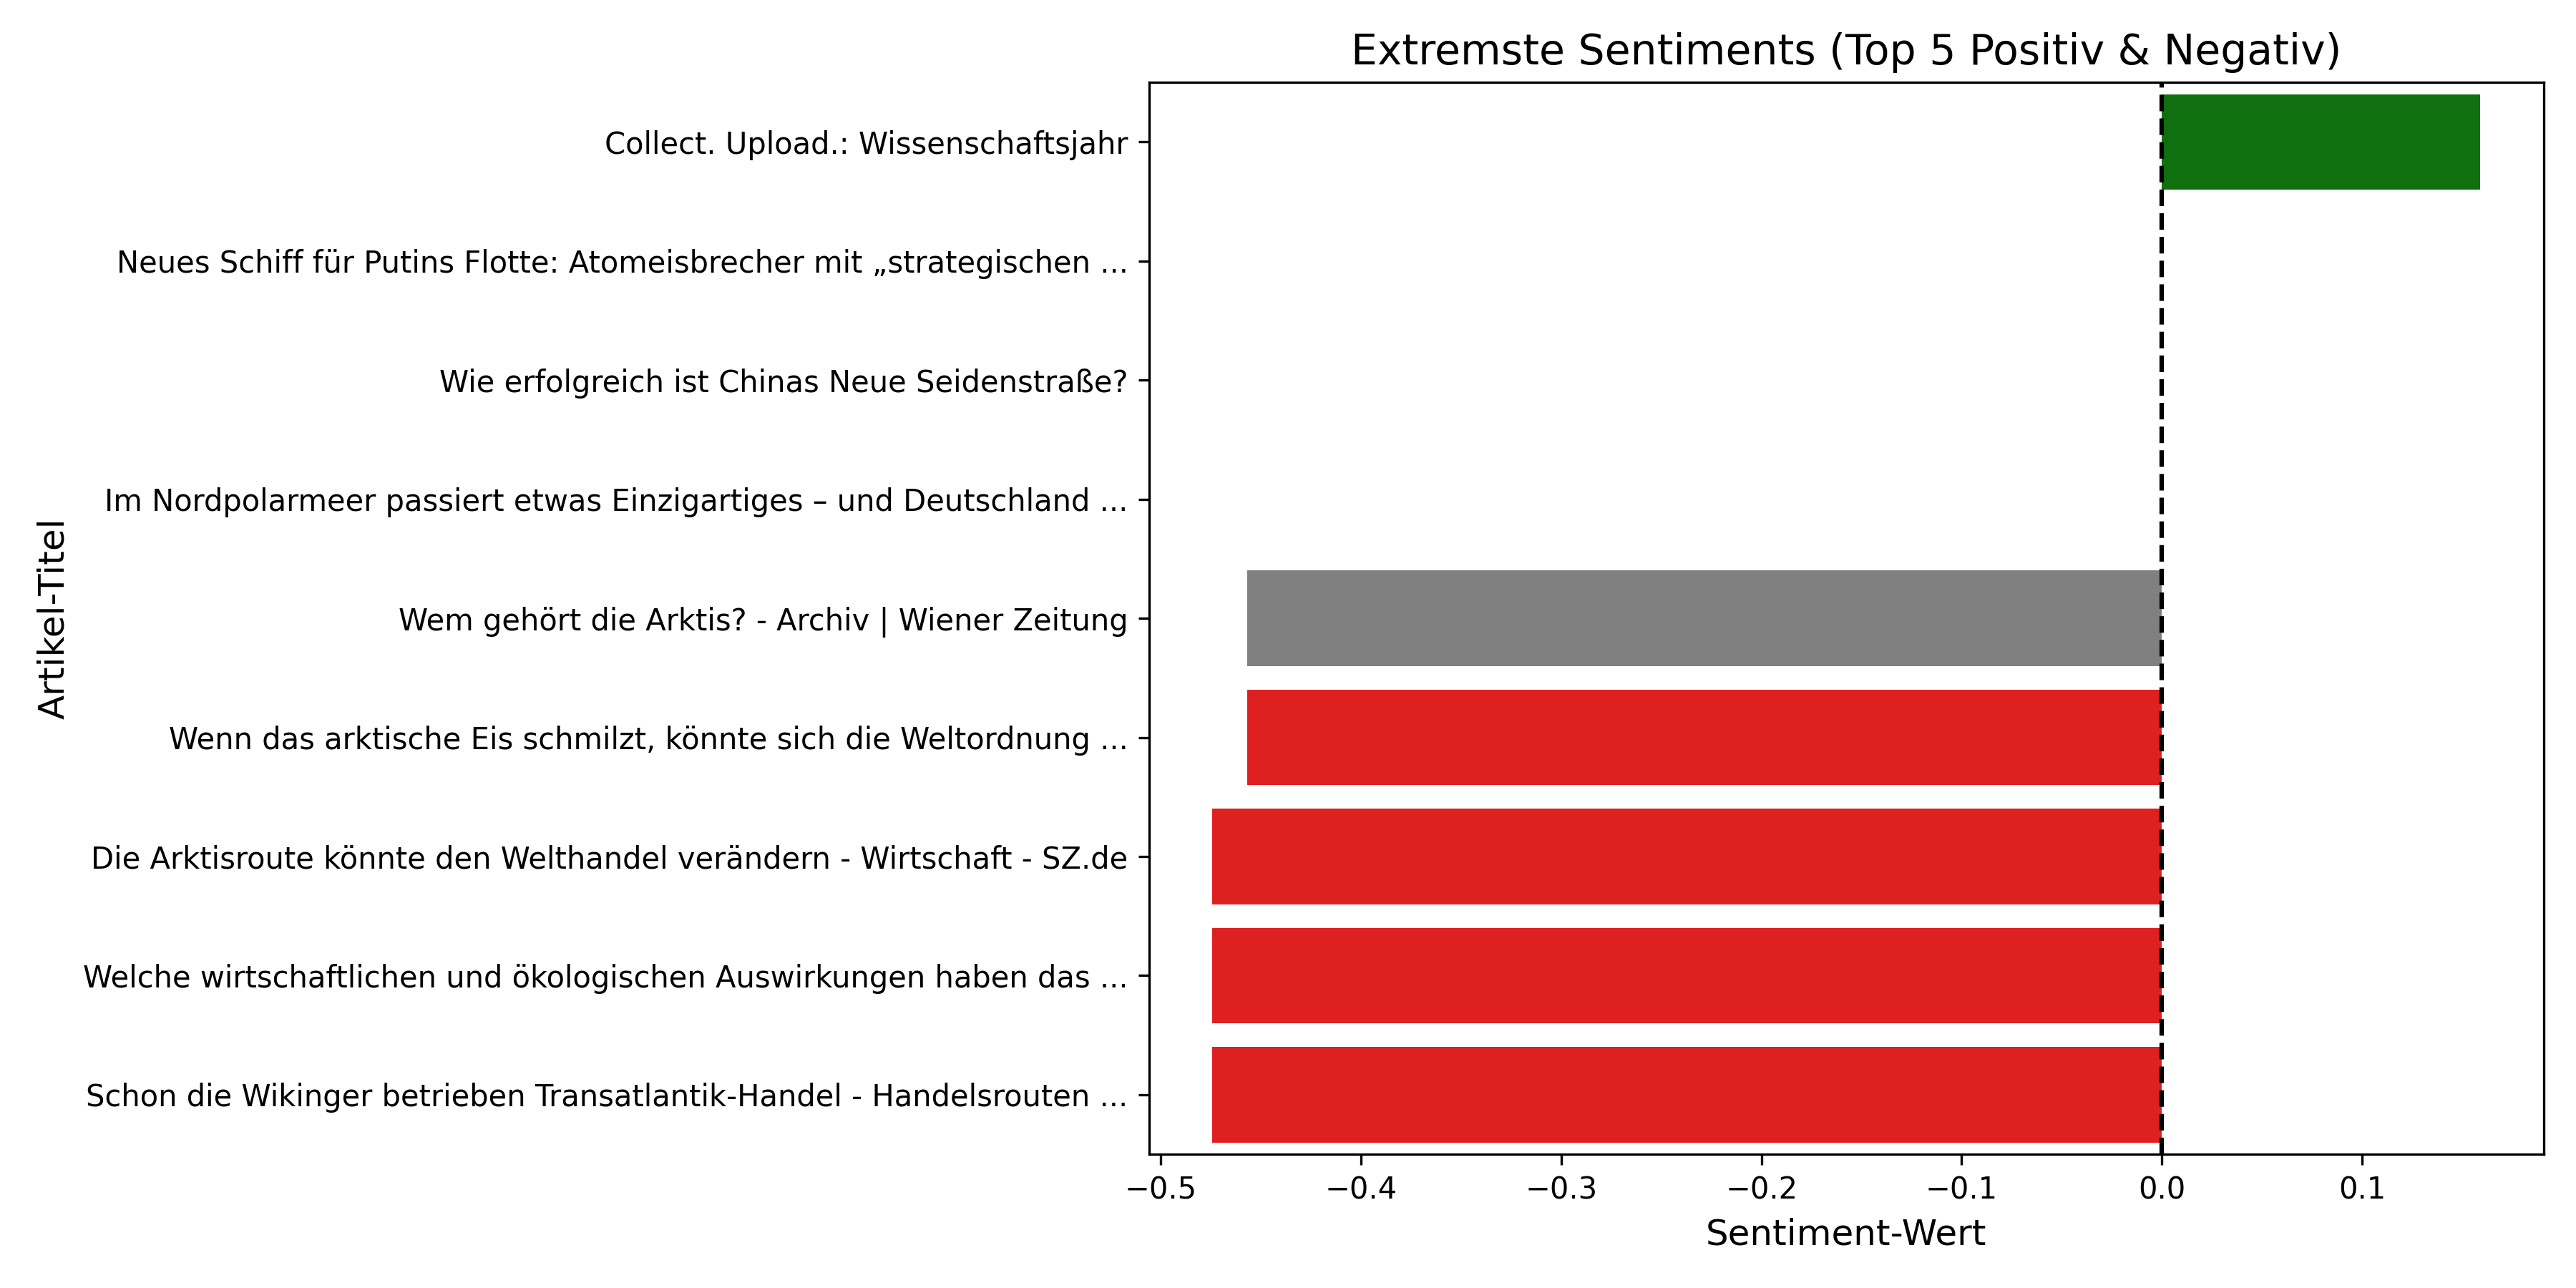 Extremste Sentiments (Top 5 Positiv & Negativ)
Collect. Upload.: Wissenschaftsjahr
Neues Schiff für Putins Flotte: Atomeisbrecher mit „strategischen ...
Wie erfolgreich ist Chinas Neue Seidenstraße?
Im Nordpolarmeer passiert etwas Einzigartiges – und Deutschland ...
Wem gehört die Arktis? - Archiv | Wiener Zeitung
Wenn das arktische Eis schmilzt, könnte sich die Weltordnung ...
Die Arktisroute könnte den Welthandel verändern - Wirtschaft - SZ.de
Welche wirtschaftlichen und ökologischen Auswirkungen haben das ...
Schon die Wikinger betrieben Transatlantik-Handel - Handelsrouten ...
Artikel-Titel
−0.5 −0.4 −0.3 −0.2 −0.1 0.0 0.1
Sentiment-Wert